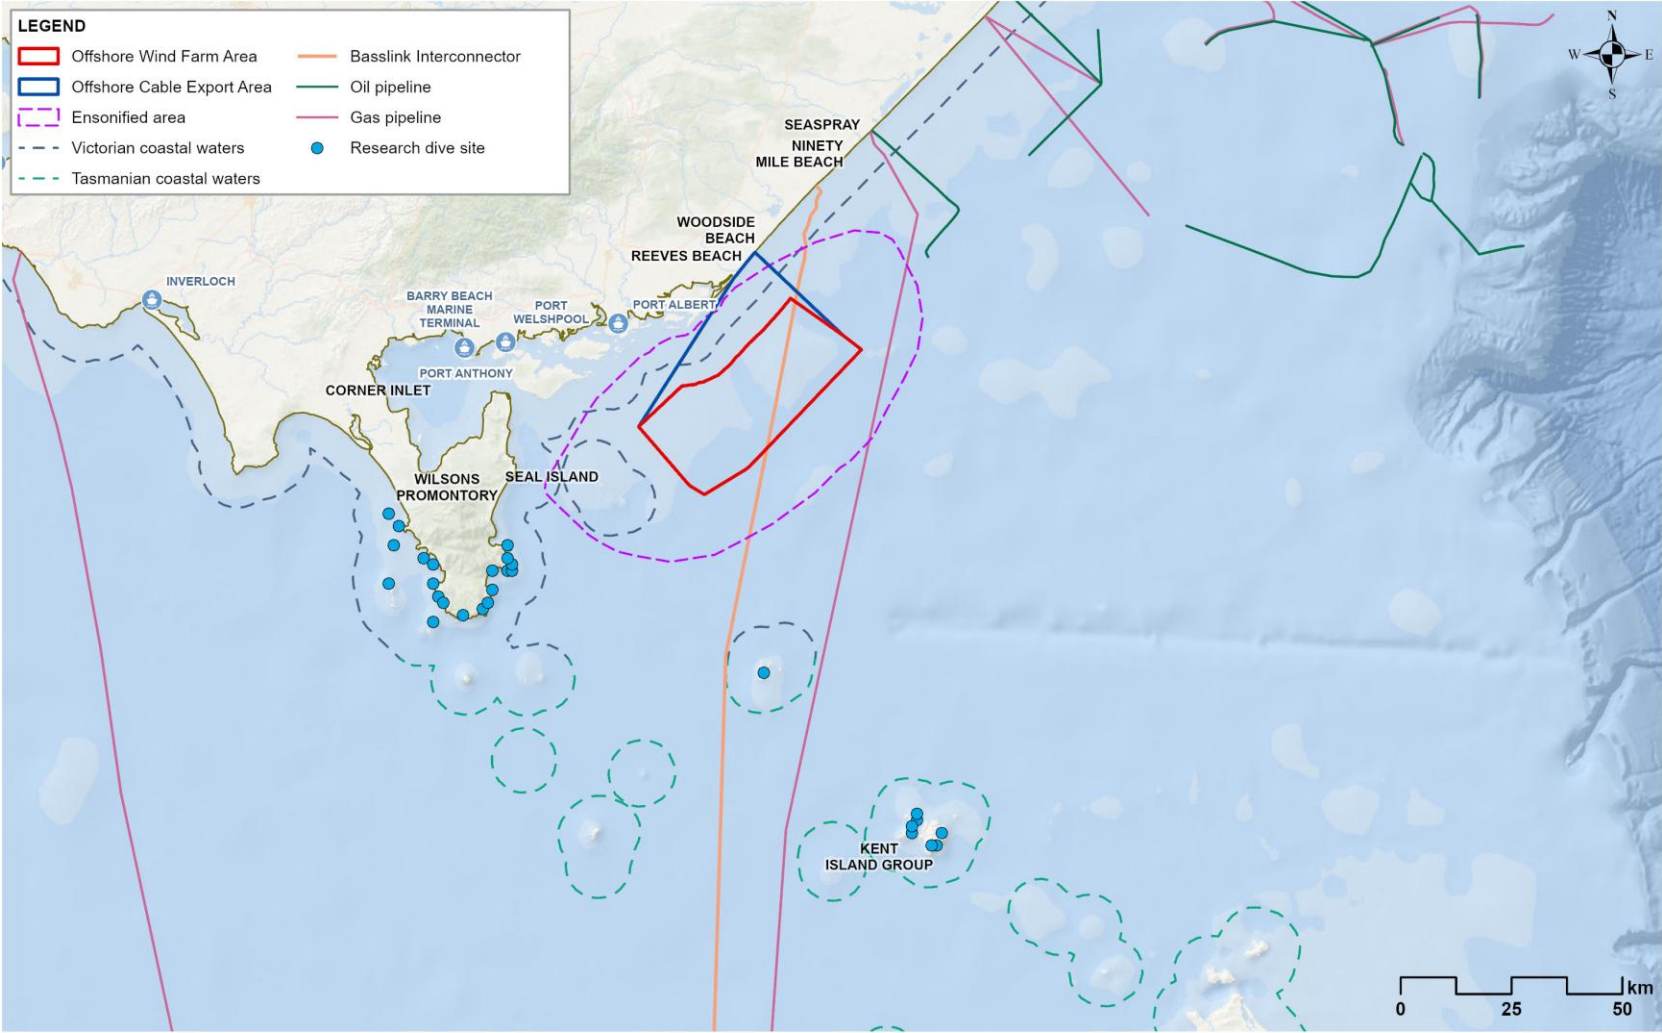 LEGEND
Offshore Wind Farm Area
Offshore Cable Export Area
Ensonified area
Victorian coastal waters
Tasmanian coastal waters
Basslink Interconnector
Oil pipeline
Gas pipeline
Research dive site
N
W
E
S
SEASPRAY
NINETY
MILE BEACH
WOODSIDE
BEACH
REEVES BEACH
INVERLOCH
BARRY BEACH
MARINE
TERMINAL
PORT
WELSHPOOL
PORT ALBERT
PORT ANTHONY
CORNER INLET
WILSONS
PROMONTORY
SEAL ISLAND
KENT
ISLAND GROUP
km
0
25
50